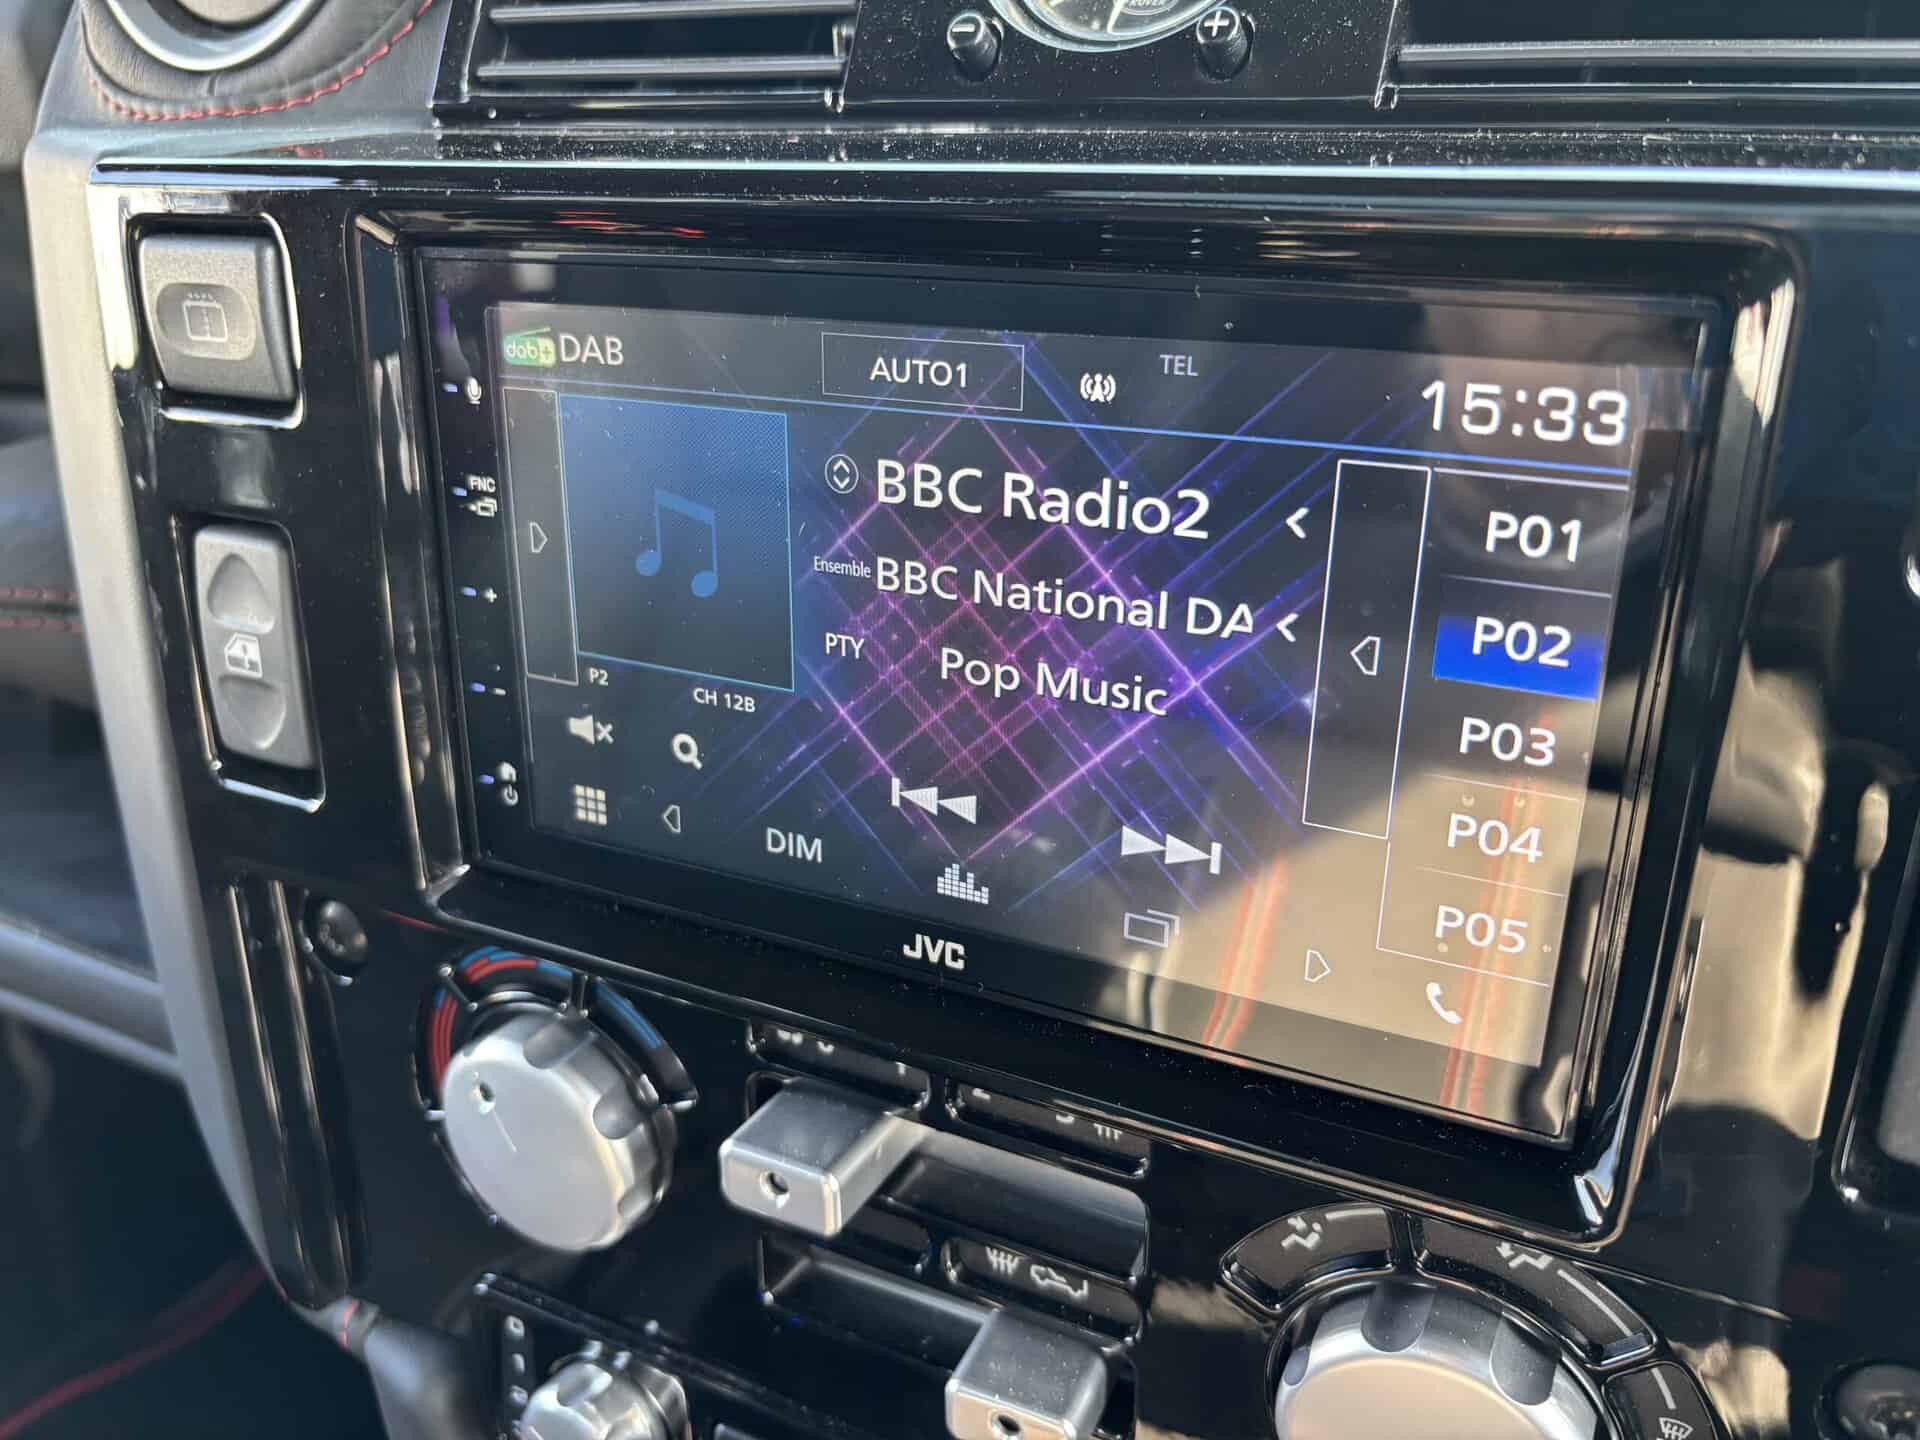 ROVER
- +
dab+ DAB
AUTO1
TEL
15:33
BBC Radio2
P01
FNC
Ensemble BBC National DA
P02
+
PTY Pop Music
P2
CH 12B
P03
-
DIM
P04
P05
JVC